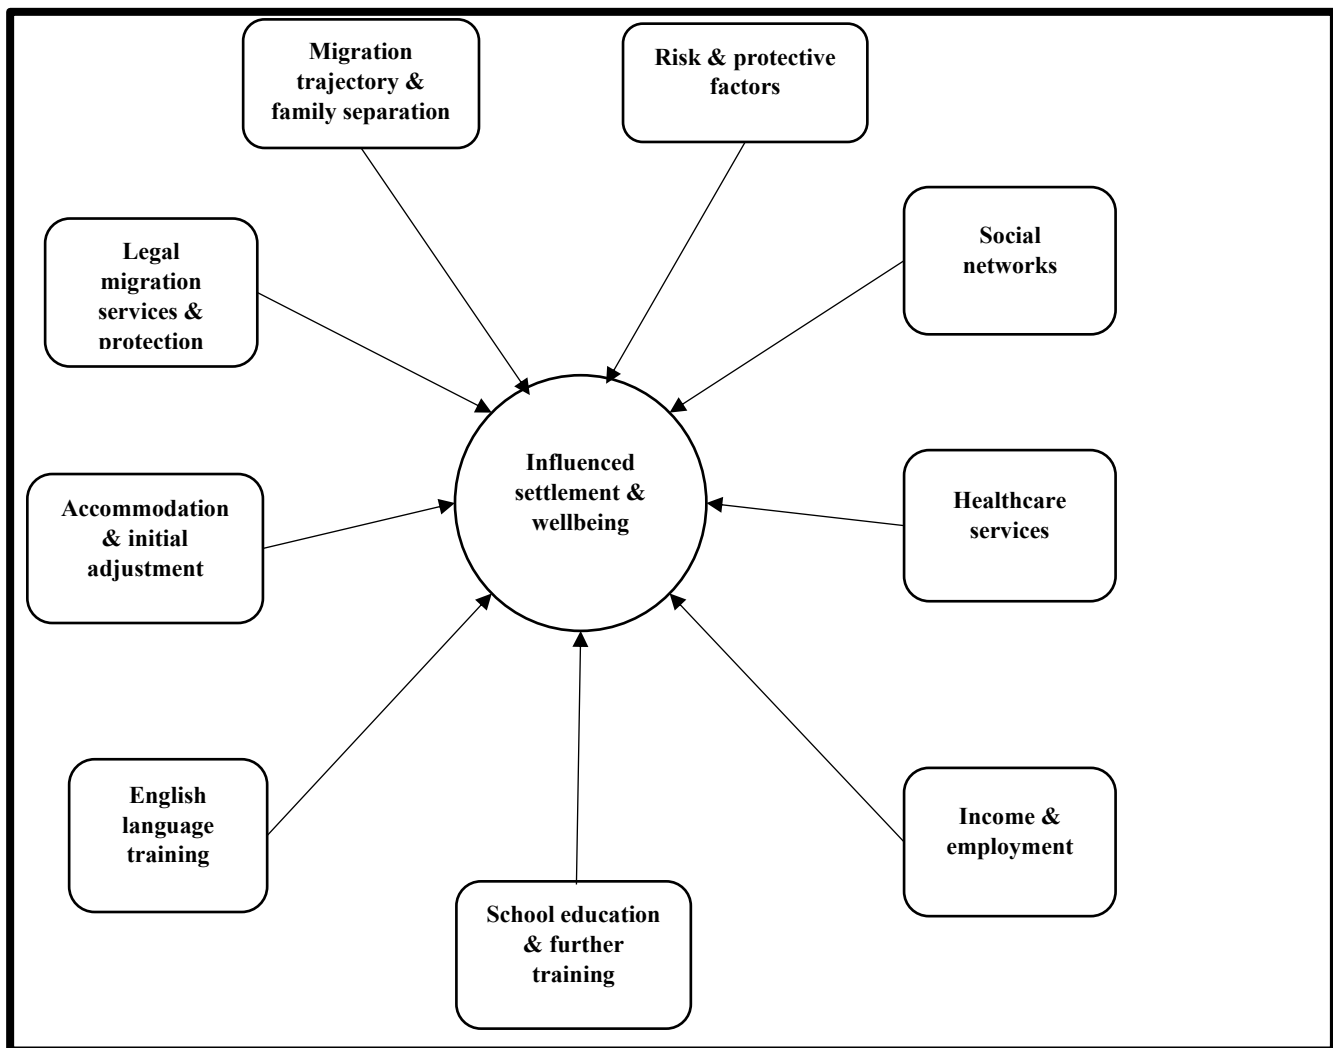 Migration
trajectory &
family separation
Risk & protective
factors
Social
networks
Legal
migration
services &
protection
Healthcare
services
Influenced
settlement &
wellbeing
Accommodation
& initial
adjustment
English
language
training
Income &
employment
School education
& further
training